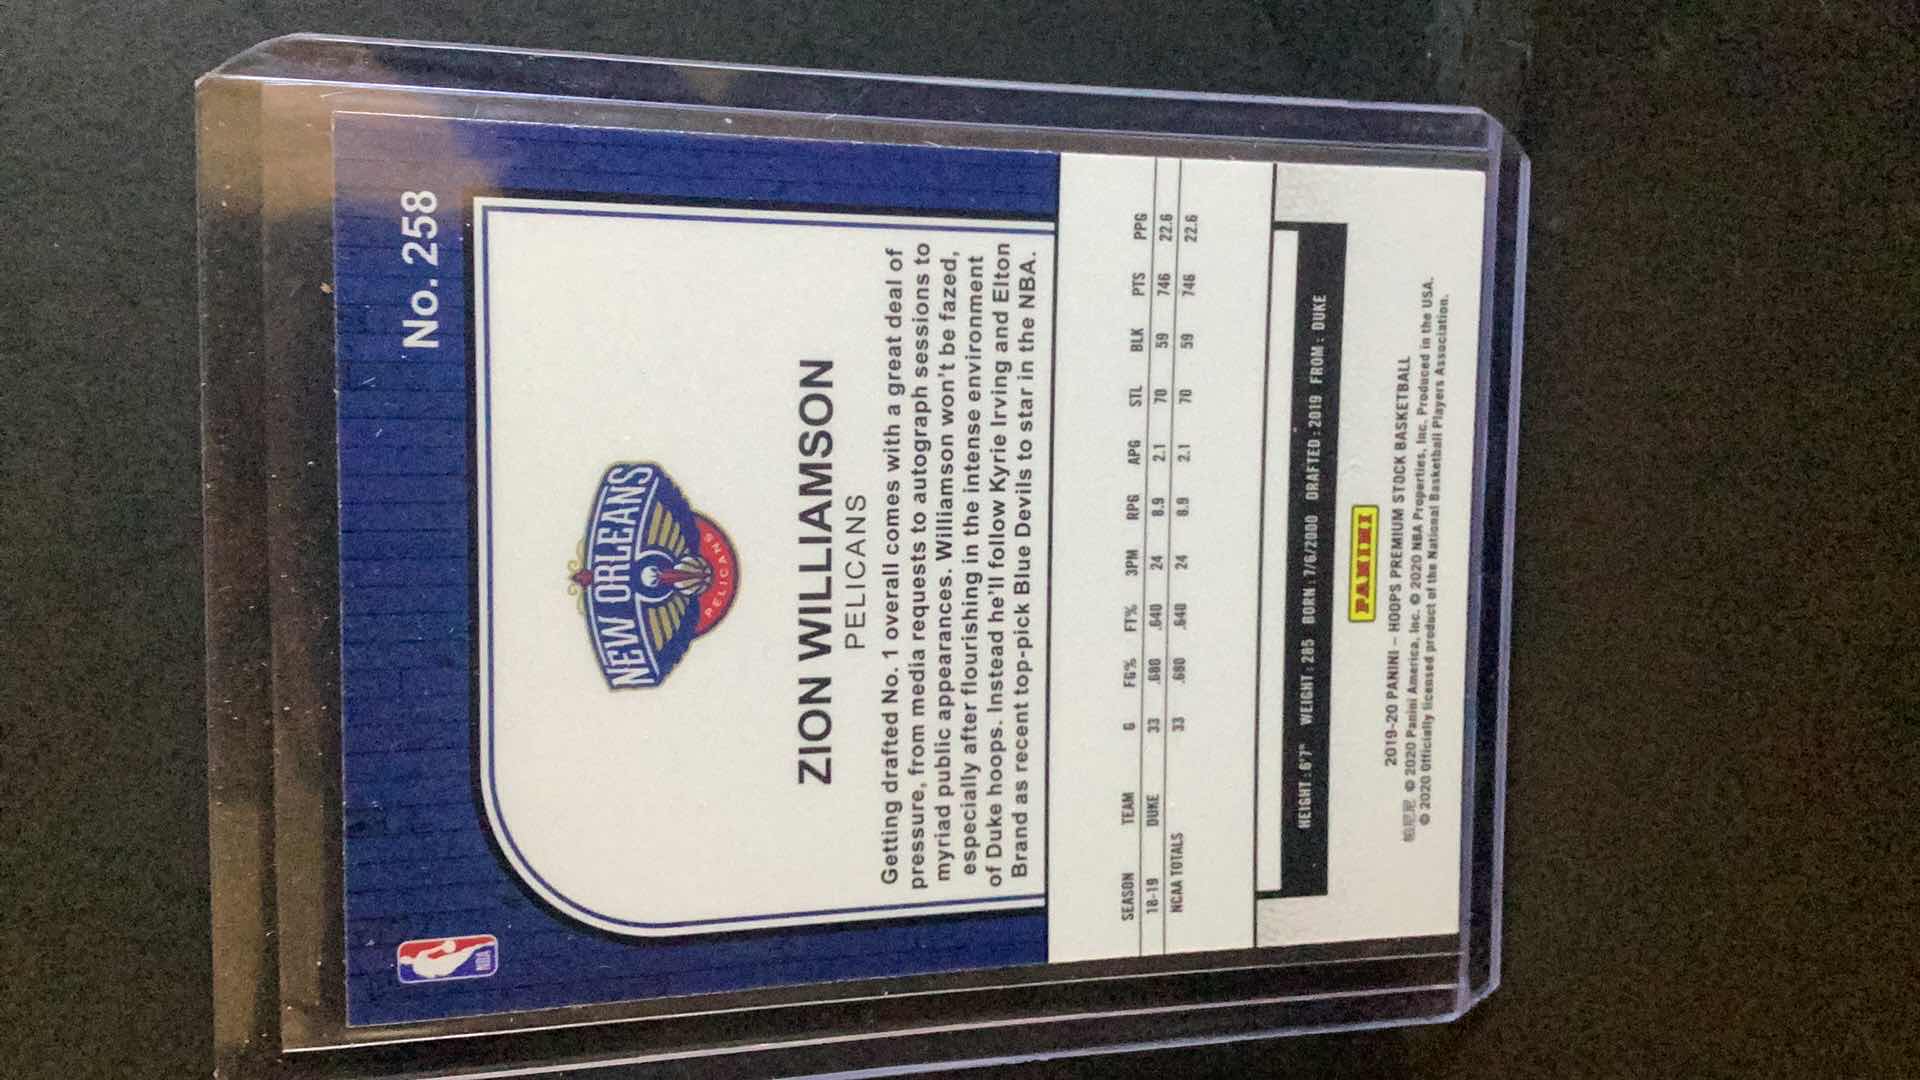 NBA
No. 258
NEW ORLEANS
PELICANS
ZION WILLIAMSON
PELICANS
Getting drafted No. 1 overall comes with a great deal of
pressure, from media requests to autograph sessions to
myriad public appearances. Williamson won't be fazed,
especially after flourishing in the intense environment
of Duke hoops. Instead he'll follow Kyrie Irving and Elton
Brand as recent top-pick Blue Devils to star in the NBA.
SEASON TEAM G FG% FT% 3PM RPG APG STL BLK PTS PPG
18-19 DUKE 33 .680 .640 24 8.9 2.1 70 59 746 22.6
NCAA TOTALS 33 .680 .640 24 8.9 2.1 70 59 746 22.6
HEIGHT: 6'7" WEIGHT: 285 BORN: 7/6/2000 DRAFTED: 2019 FROM: DUKE
PANINI
2019-20 PANINI – HOOPS PREMIUM STOCK BASKETBALL
帕尼尼 © 2020 Panini America, Inc. © 2020 NBA Properties, Inc. Produced in the USA.
© 2020 Officially licensed product of the National Basketball Players Association.